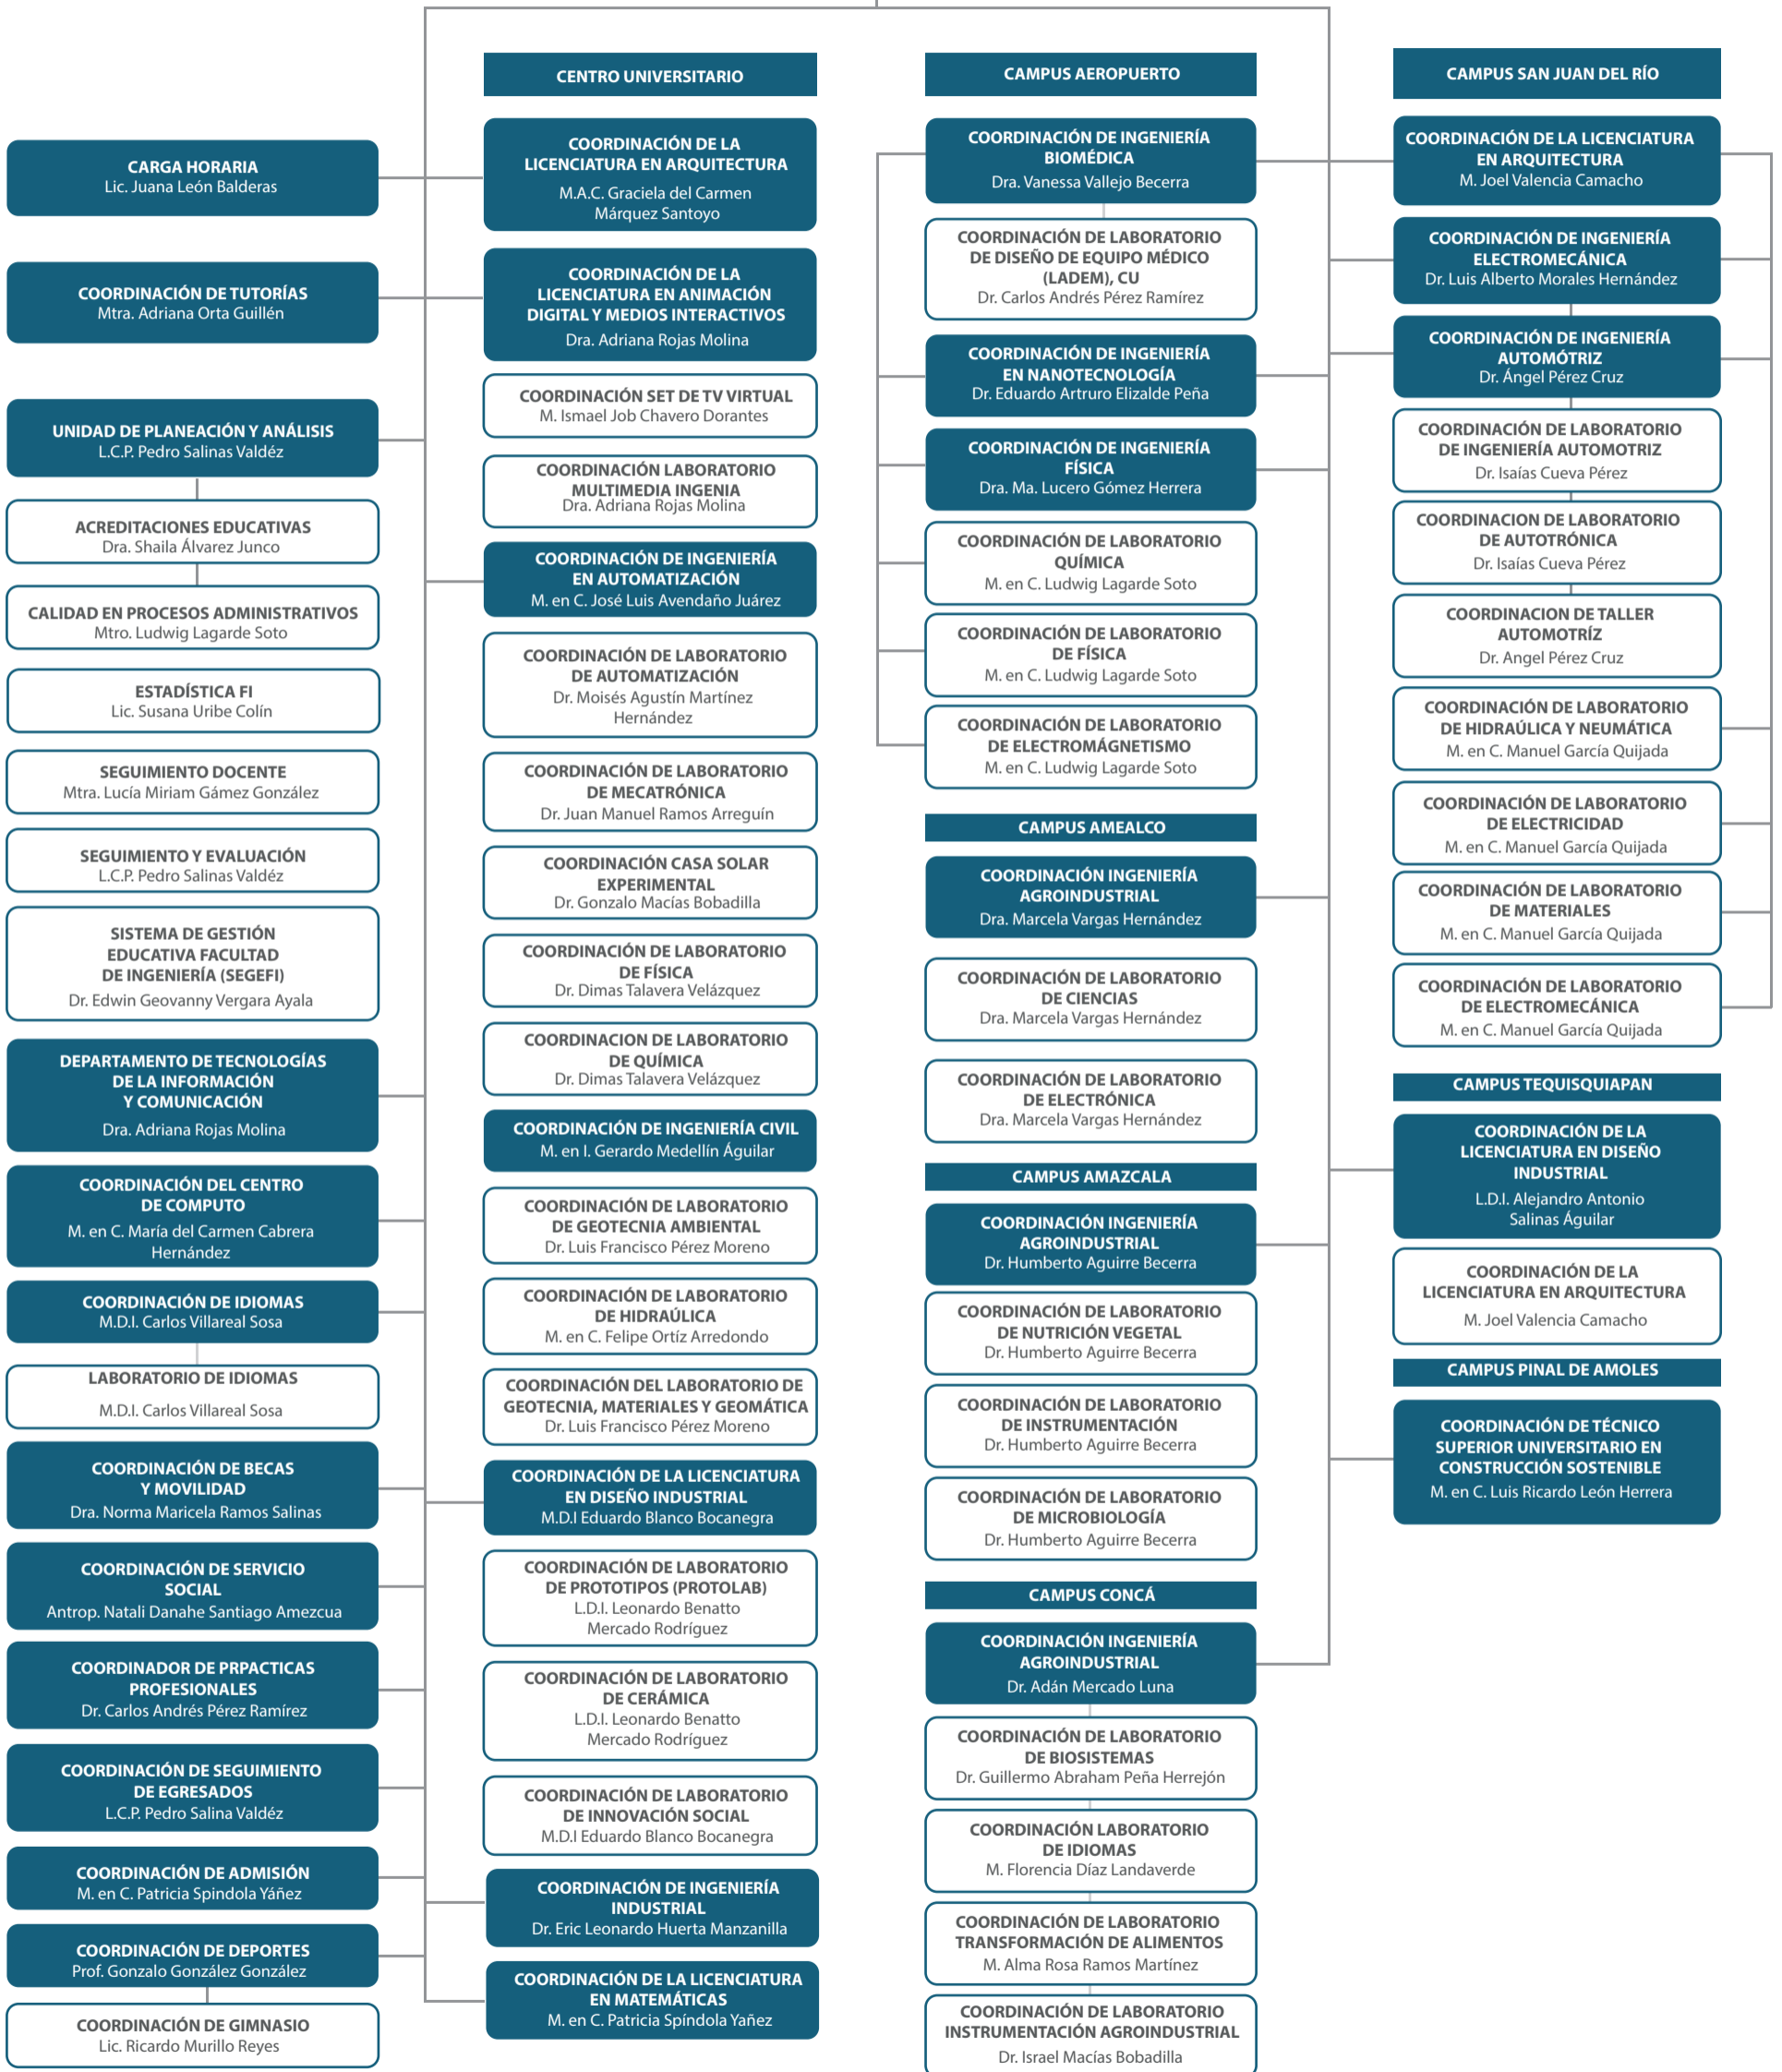 CARGA HORARIA
Lic. Juana León Balderas
COORDINACIÓN DE TUTORÍAS
Mtra. Adriana Orta Guillén
UNIDAD DE PLANEACIÓN Y ANÁLISIS
L.C.P. Pedro Salinas Valdéz
ACREDITACIONES EDUCATIVAS
Dra. Shaila Álvarez Junco
CALIDAD EN PROCESOS ADMINISTRATIVOS
Mtro. Ludwig Lagarde Soto
ESTADÍSTICA FI
Lic. Susana Uribe Colín
SEGUIMIENTO DOCENTE
Mtra. Lucía Miriam Gámez González
SEGUIMIENTO Y EVALUACIÓN
L.C.P. Pedro Salinas Valdéz
SISTEMA DE GESTIÓN
EDUCATIVA FACULTAD
DE INGENIERÍA (SEGEFI)
Dr. Edwin Geovanny Vergara Ayala
DEPARTAMENTO DE TECNOLOGÍAS
DE LA INFORMACIÓN
Y COMUNICACIÓN
Dra. Adriana Rojas Molina
COORDINACIÓN DEL CENTRO
DE COMPUTO
M. en C. María del Carmen Cabrera
Hernández
COORDINACIÓN DE IDIOMAS
M.D.I. Carlos Villareal Sosa
LABORATORIO DE IDIOMAS
M.D.I. Carlos Villareal Sosa
COORDINACIÓN DE BECAS
Y MOVILIDAD
Dra. Norma Maricela Ramos Salinas
COORDINACIÓN DE SERVICIO
SOCIAL
Antrop. Natali Danahe Santiago Amezcua
COORDINADOR DE PRPACTICAS
PROFESIONALES
Dr. Carlos Andrés Pérez Ramírez
COORDINACIÓN DE SEGUIMIENTO
DE EGRESADOS
L.C.P. Pedro Salina Valdéz
COORDINACIÓN DE ADMISIÓN
M. en C. Patricia Spindola Yáñez
COORDINACIÓN DE DEPORTES
Prof. Gonzalo González González
COORDINACIÓN DE GIMNASIO
Lic. Ricardo Murillo Reyes
CENTRO UNIVERSITARIO
COORDINACIÓN DE LA
LICENCIATURA EN ARQUITECTURA
M.A.C. Graciela del Carmen
Márquez Santoyo
COORDINACIÓN DE LA
LICENCIATURA EN ANIMACIÓN
DIGITAL Y MEDIOS INTERACTIVOS
Dra. Adriana Rojas Molina
COORDINACIÓN SET DE TV VIRTUAL
M. Ismael Job Chavero Dorantes
COORDINACIÓN LABORATORIO
MULTIMEDIA INGENIA
Dra. Adriana Rojas Molina
COORDINACIÓN DE INGENIERÍA
EN AUTOMATIZACIÓN
M. en C. José Luis Avendaño Juárez
COORDINACIÓN DE LABORATORIO
DE AUTOMATIZACIÓN
Dr. Moisés Agustín Martínez
Hernández
COORDINACIÓN DE LABORATORIO
DE MECATRÓNICA
Dr. Juan Manuel Ramos Arreguín
COORDINACIÓN CASA SOLAR
EXPERIMENTAL
Dr. Gonzalo Macías Bobadilla
COORDINACIÓN DE LABORATORIO
DE FÍSICA
Dr. Dimas Talavera Velázquez
COORDINACION DE LABORATORIO
DE QUÍMICA
Dr. Dimas Talavera Velázquez
COORDINACIÓN DE INGENIERÍA CIVIL
M. en I. Gerardo Medellín Águilar
COORDINACIÓN DE LABORATORIO
DE GEOTECNIA AMBIENTAL
Dr. Luis Francisco Pérez Moreno
COORDINACIÓN DE LABORATORIO
DE HIDRAÚLICA
M. en C. Felipe Ortíz Arredondo
COORDINACIÓN DEL LABORATORIO DE
GEOTECNIA, MATERIALES Y GEOMÁTICA
Dr. Luis Francisco Pérez Moreno
COORDINACIÓN DE LA LICENCIATURA
EN DISEÑO INDUSTRIAL
M.D.I Eduardo Blanco Bocanegra
COORDINACIÓN DE LABORATORIO
DE PROTOTIPOS (PROTOLAB)
L.D.I. Leonardo Benatto
Mercado Rodríguez
COORDINACIÓN DE LABORATORIO
DE CERÁMICA
L.D.I. Leonardo Benatto
Mercado Rodríguez
COORDINACIÓN DE LABORATORIO
DE INNOVACIÓN SOCIAL
M.D.I Eduardo Blanco Bocanegra
COORDINACIÓN DE INGENIERÍA
INDUSTRIAL
Dr. Eric Leonardo Huerta Manzanilla
COORDINACIÓN DE LA LICENCIATURA
EN MATEMÁTICAS
M. en C. Patricia Spíndola Yañez
CAMPUS AEROPUERTO
COORDINACIÓN DE INGENIERÍA
BIOMÉDICA
Dra. Vanessa Vallejo Becerra
COORDINACIÓN DE LABORATORIO
DE DISEÑO DE EQUIPO MÉDICO
(LADEM), CU
Dr. Carlos Andrés Pérez Ramírez
COORDINACIÓN DE INGENIERÍA
EN NANOTECNOLOGÍA
Dr. Eduardo Artruro Elizalde Peña
COORDINACIÓN DE INGENIERÍA
FÍSICA
Dra. Ma. Lucero Gómez Herrera
COORDINACIÓN DE LABORATORIO
QUÍMICA
M. en C. Ludwig Lagarde Soto
COORDINACIÓN DE LABORATORIO
DE FÍSICA
M. en C. Ludwig Lagarde Soto
COORDINACIÓN DE LABORATORIO
DE ELECTROMÁGNETISMO
M. en C. Ludwig Lagarde Soto
CAMPUS AMEALCO
COORDINACIÓN INGENIERÍA
AGROINDUSTRIAL
Dra. Marcela Vargas Hernández
COORDINACIÓN DE LABORATORIO
DE CIENCIAS
Dra. Marcela Vargas Hernández
COORDINACIÓN DE LABORATORIO
DE ELECTRÓNICA
Dra. Marcela Vargas Hernández
CAMPUS AMAZCALA
COORDINACIÓN INGENIERÍA
AGROINDUSTRIAL
Dr. Humberto Aguirre Becerra
COORDINACIÓN DE LABORATORIO
DE NUTRICIÓN VEGETAL
Dr. Humberto Aguirre Becerra
COORDINACIÓN DE LABORATORIO
DE INSTRUMENTACIÓN
Dr. Humberto Aguirre Becerra
COORDINACIÓN DE LABORATORIO
DE MICROBIOLOGÍA
Dr. Humberto Aguirre Becerra
CAMPUS CONCÁ
COORDINACIÓN INGENIERÍA
AGROINDUSTRIAL
Dr. Adán Mercado Luna
COORDINACIÓN DE LABORATORIO
DE BIOSISTEMAS
Dr. Guillermo Abraham Peña Herrejón
COORDINACIÓN LABORATORIO
DE IDIOMAS
M. Florencia Díaz Landaverde
COORDINACIÓN DE LABORATORIO
TRANSFORMACIÓN DE ALIMENTOS
M. Alma Rosa Ramos Martínez
COORDINACIÓN DE LABORATORIO
INSTRUMENTACIÓN AGROINDUSTRIAL
Dr. Israel Macías Bobadilla
CAMPUS SAN JUAN DEL RÍO
COORDINACIÓN DE LA LICENCIATURA
EN ARQUITECTURA
M. Joel Valencia Camacho
COORDINACIÓN DE INGENIERÍA
ELECTROMECÁNICA
Dr. Luis Alberto Morales Hernández
COORDINACIÓN DE INGENIERÍA
AUTOMÓTRIZ
Dr. Ángel Pérez Cruz
COORDINACIÓN DE LABORATORIO
DE INGENIERÍA AUTOMOTRIZ
Dr. Isaías Cueva Pérez
COORDINACION DE LABORATORIO
DE AUTOTRÓNICA
Dr. Isaías Cueva Pérez
COORDINACION DE TALLER
AUTOMOTRÍZ
Dr. Angel Pérez Cruz
COORDINACIÓN DE LABORATORIO
DE HIDRAÚLICA Y NEUMÁTICA
M. en C. Manuel García Quijada
COORDINACIÓN DE LABORATORIO
DE ELECTRICIDAD
M. en C. Manuel García Quijada
COORDINACIÓN DE LABORATORIO
DE MATERIALES
M. en C. Manuel García Quijada
COORDINACIÓN DE LABORATORIO
DE ELECTROMECÁNICA
M. en C. Manuel García Quijada
CAMPUS TEQUISQUIAPAN
COORDINACIÓN DE LA
LICENCIATURA EN DISEÑO
INDUSTRIAL
L.D.I. Alejandro Antonio
Salinas Águilar
COORDINACIÓN DE LA
LICENCIATURA EN ARQUITECTURA
M. Joel Valencia Camacho
CAMPUS PINAL DE AMOLES
COORDINACIÓN DE TÉCNICO
SUPERIOR UNIVERSITARIO EN
CONSTRUCCIÓN SOSTENIBLE
M. en C. Luis Ricardo León Herrera